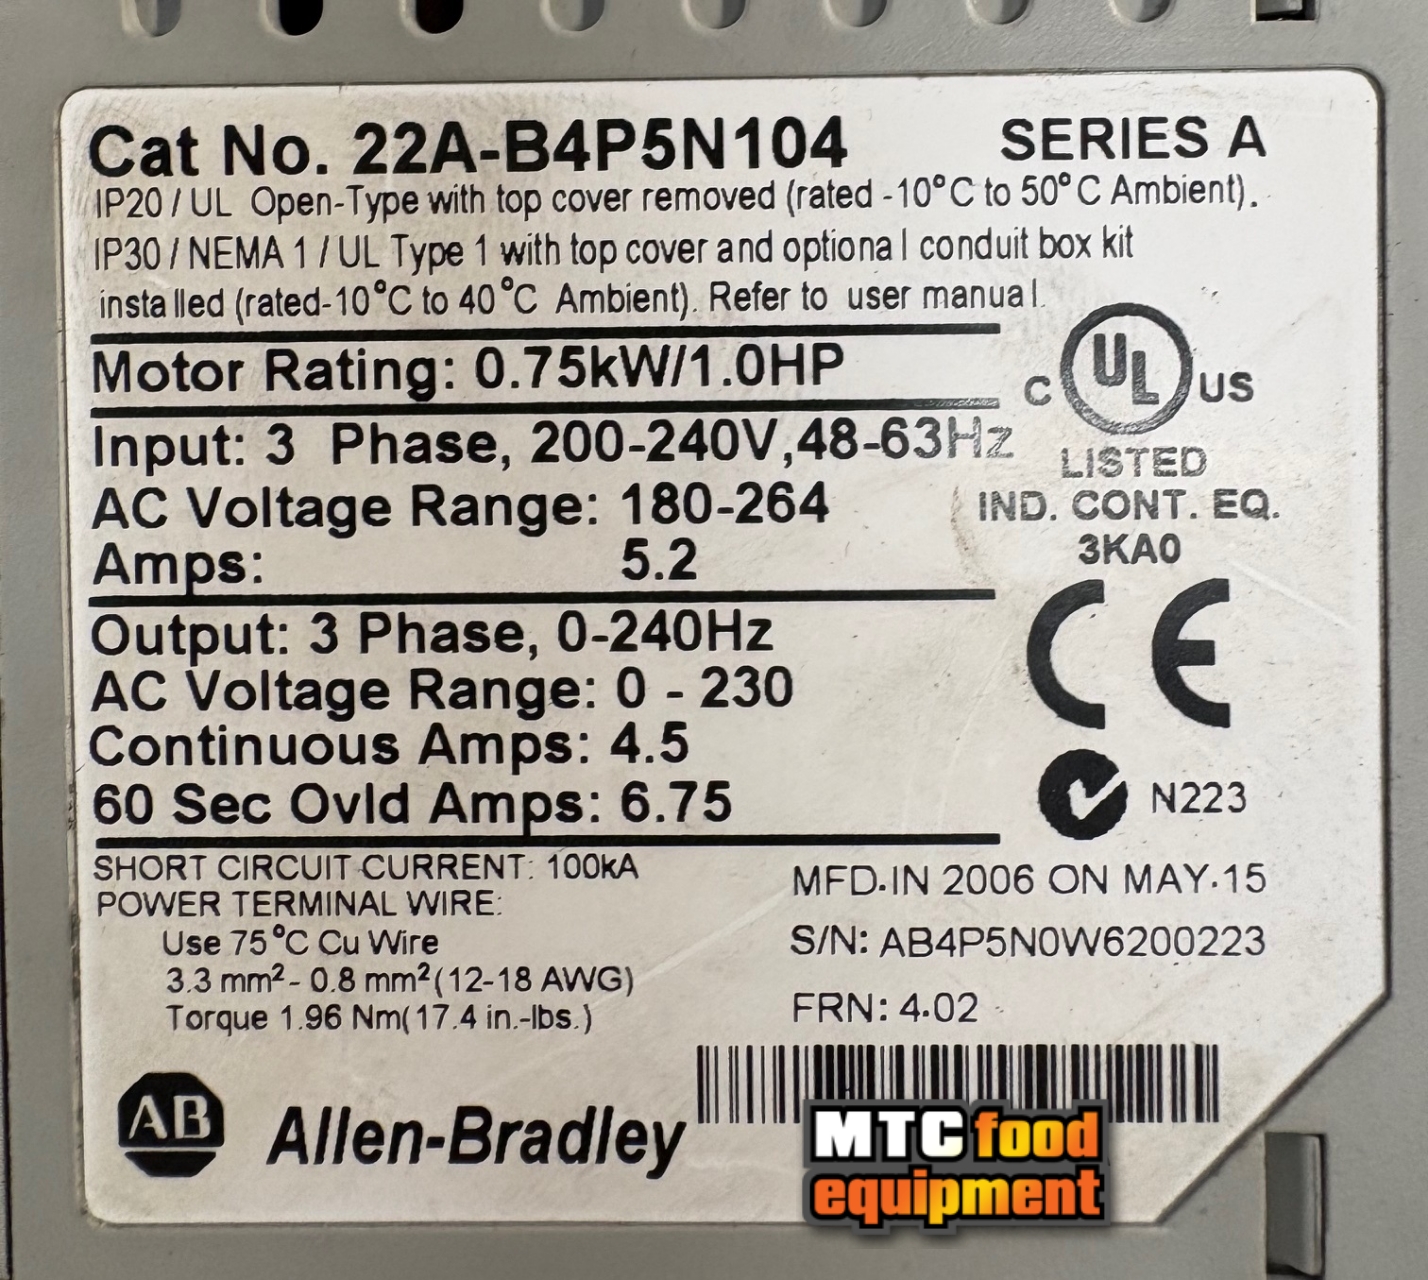 Cat No. 22A-B4P5N104 SERIES A
IP20 / UL Open-Type with top cover removed (rated -10°C to 50°C Ambient).
IP30 / NEMA 1 / UL Type 1 with top cover and optional conduit box kit
installed (rated-10°C to 40°C Ambient). Refer to user manual.
Motor Rating: 0.75kW/1.0HP
C UL US
LISTED
IND. CONT. EQ.
3KA0
Input: 3 Phase, 200-240V,48-63Hz
AC Voltage Range: 180-264
Amps: 5.2
Output: 3 Phase, 0-240Hz
AC Voltage Range: 0 - 230
Continuous Amps: 4.5
60 Sec Ovld Amps: 6.75
CE
N223
SHORT CIRCUIT CURRENT: 100kA
POWER TERMINAL WIRE:
Use 75°C Cu Wire
3.3 mm² - 0.8 mm² (12-18 AWG)
Torque 1.96 Nm(17.4 in.-lbs.)
MFD.IN 2006 ON MAY.15
S/N: AB4P5N0W6200223
FRN: 4.02
AB Allen-Bradley
MTC food
equipment